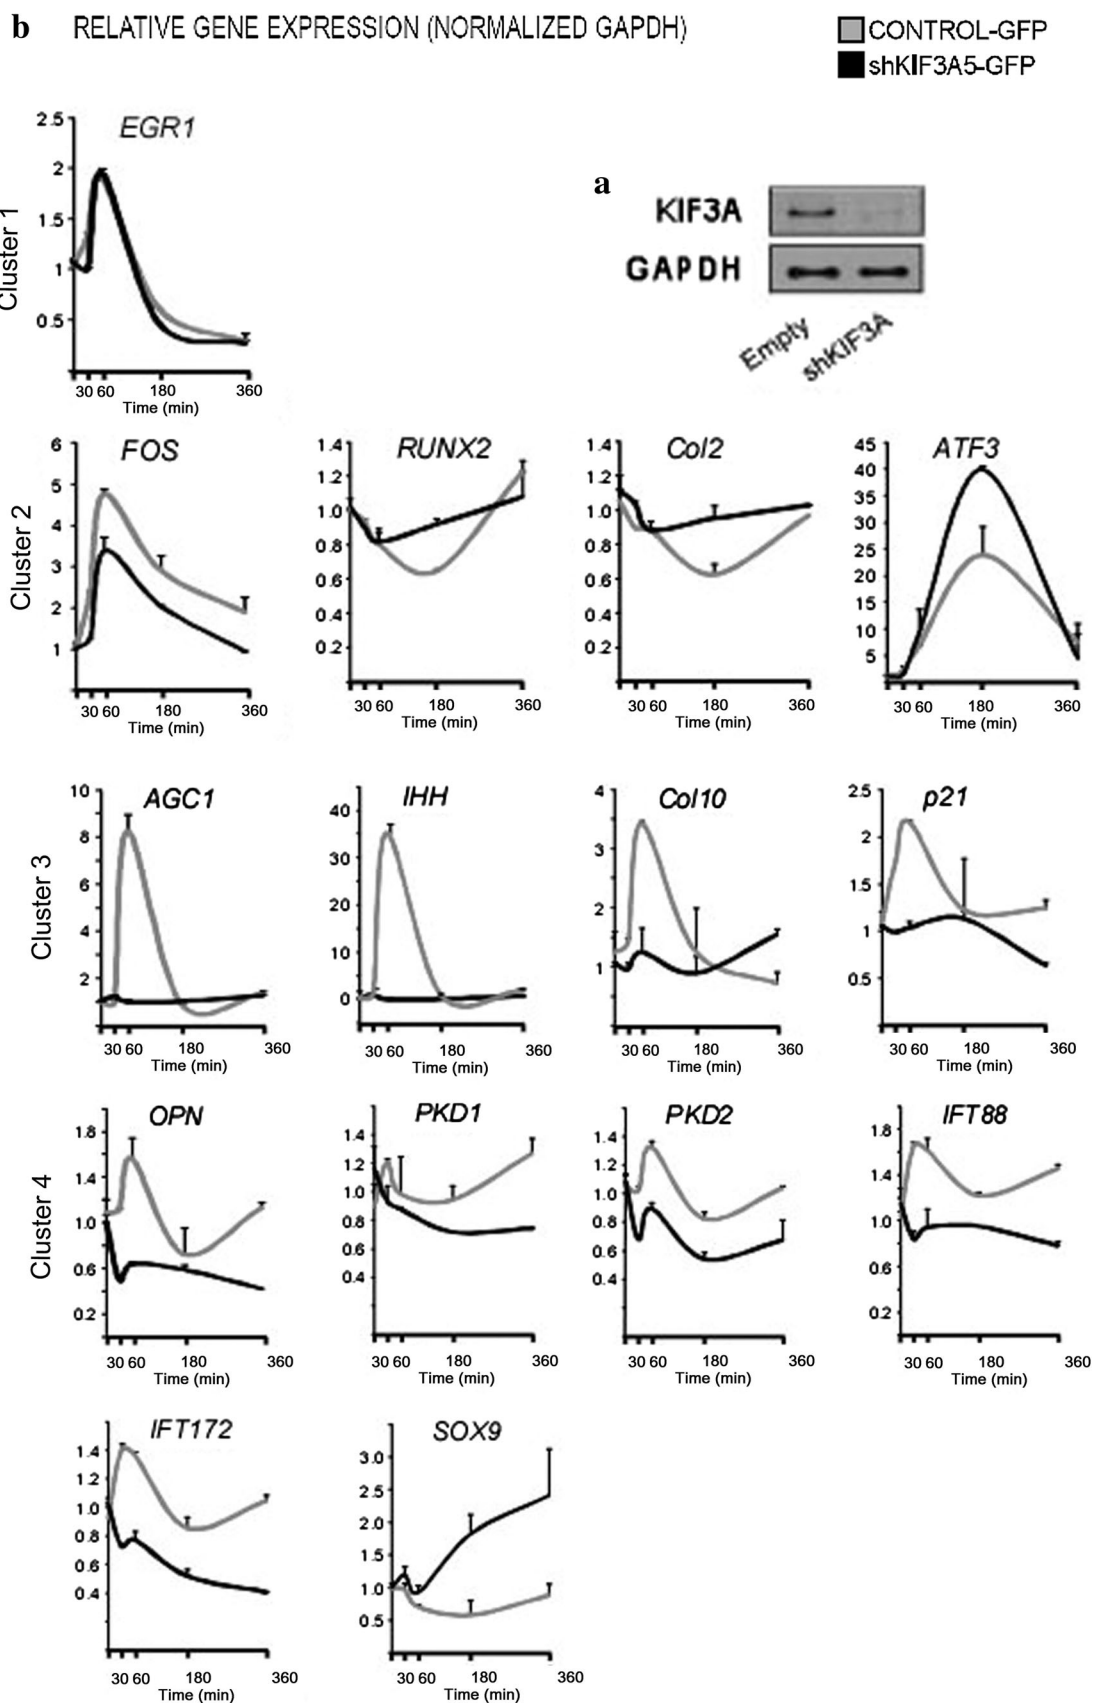 b RELATIVE GENE EXPRESSION (NORMALIZED GAPDH)
CONTROL-GFP
shKIF3A5-GFP
a
KIF3A
GAPDH
Empty shKIF3A
Cluster 1
EGR1
2.5
2
1.5
1
0.5
30 60 180 360
Time (min)
Cluster 2
FOS
6
5
4
3
2
1
30 60 180 360
Time (min)
RUNX2
1.4
1.2
1.0
0.8
0.6
0.4
0.2
30 60 180 360
Time (min)
Col2
1.4
1.2
1.0
0.8
0.6
0.4
0.2
30 60 180 360
Time (min)
ATF3
45
40
35
30
25
20
15
10
5
30 60 180 360
Time (min)
Cluster 3
AGC1
10
8
6
4
2
30 60 180 360
Time (min)
IHH
40
30
20
10
0
30 60 180 360
Time (min)
Col10
4
3
2
1
30 60 180 360
Time (min)
p21
2.5
2
1.5
1
0.5
30 60 180 360
Time (min)
Cluster 4
OPN
1.8
1.4
1.0
0.6
0.2
30 60 180 360
Time (min)
PKD1
1.4
1.2
1.0
0.8
0.6
0.4
30 60 180 360
Time (min)
PKD2
1.4
1.2
1.0
0.8
0.6
0.4
30 60 180 360
Time (min)
IFT88
1.8
1.4
1.0
0.6
0.2
30 60 180 360
Time (min)
IFT172
1.4
1.2
1.0
0.8
0.6
0.4
30 60 180 360
Time (min)
SOX9
3.0
2.5
2.0
1.5
1.0
0.5
30 60 180 360
Time (min)